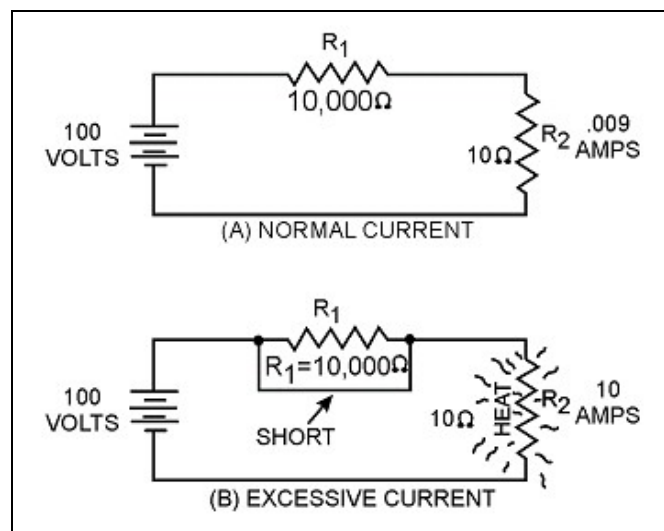 R1
10,000Ω
100
VOLTS
10Ω
R2
.009
AMPS
(A) NORMAL CURRENT
R1
R1=10,000Ω
100
VOLTS
SHORT
10Ω
HEAT
R2
10
AMPS
(B) EXCESSIVE CURRENT